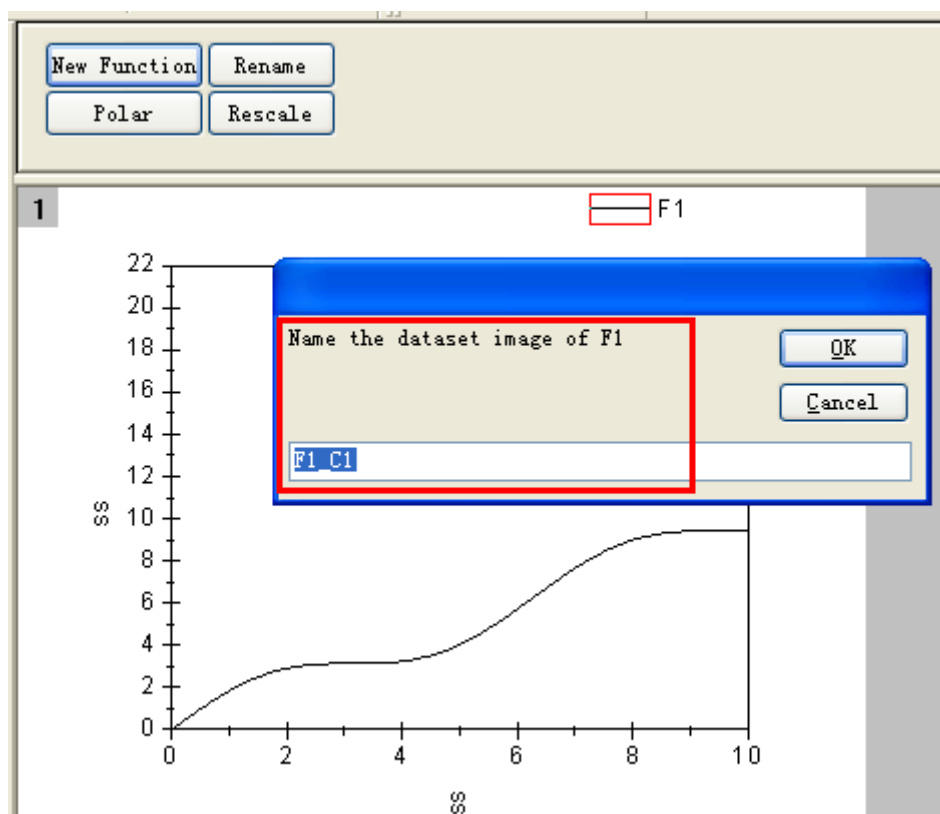 New Function Rename
Polar Rescale
1
F1
22
20
18
16
14
12
10
8
6
4
2
0
ss
Name the dataset image of F1
OK
Cancel
F1_C1
0 2 4 6 8 10
ss